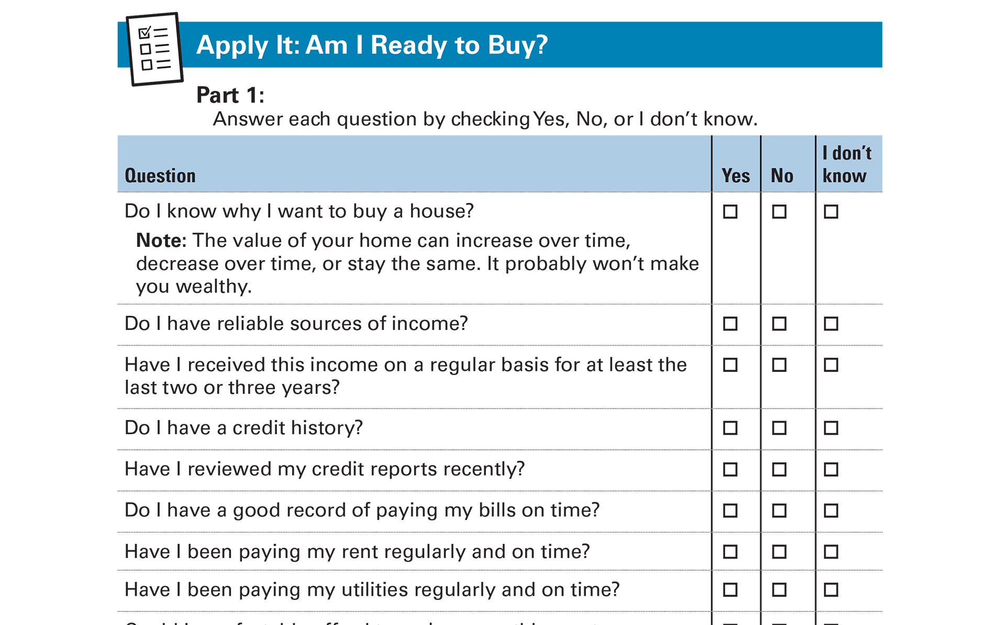 Apply It: Am I Ready to Buy?
Part 1:
Answer each question by checking Yes, No, or I don’t know.
Question
Yes
No
I don’t
know
Do I know why I want to buy a house?
Note: The value of your home can increase over time,
decrease over time, or stay the same. It probably won’t make
you wealthy.
Do I have reliable sources of income?
Have I received this income on a regular basis for at least the
last two or three years?
Do I have a credit history?
Have I reviewed my credit reports recently?
Do I have a good record of paying my bills on time?
Have I been paying my rent regularly and on time?
Have I been paying my utilities regularly and on time?